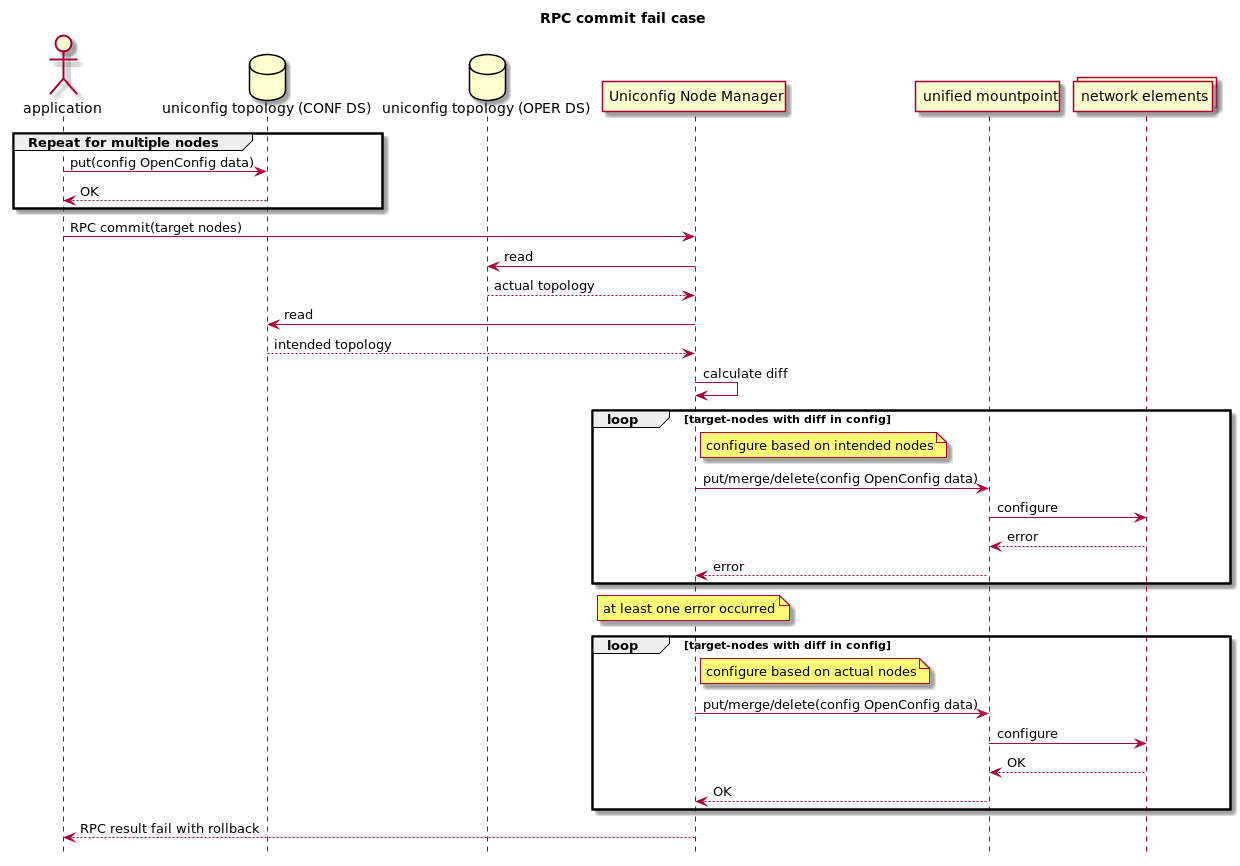 RPC commit fail case
application
uniconfig topology (CONF DS)
uniconfig topology (OPER DS)
Uniconfig Node Manager
unified mountpoint
network elements
Repeat for multiple nodes
put(config OpenConfig data)
OK
RPC commit(target nodes)
read
actual topology
read
intended topology
calculate diff
loop [target-nodes with diff in config]
configure based on intended nodes
put/merge/delete(config OpenConfig data)
configure
error
error
at least one error occurred
loop [target-nodes with diff in config]
configure based on actual nodes
put/merge/delete(config OpenConfig data)
configure
OK
OK
RPC result fail with rollback